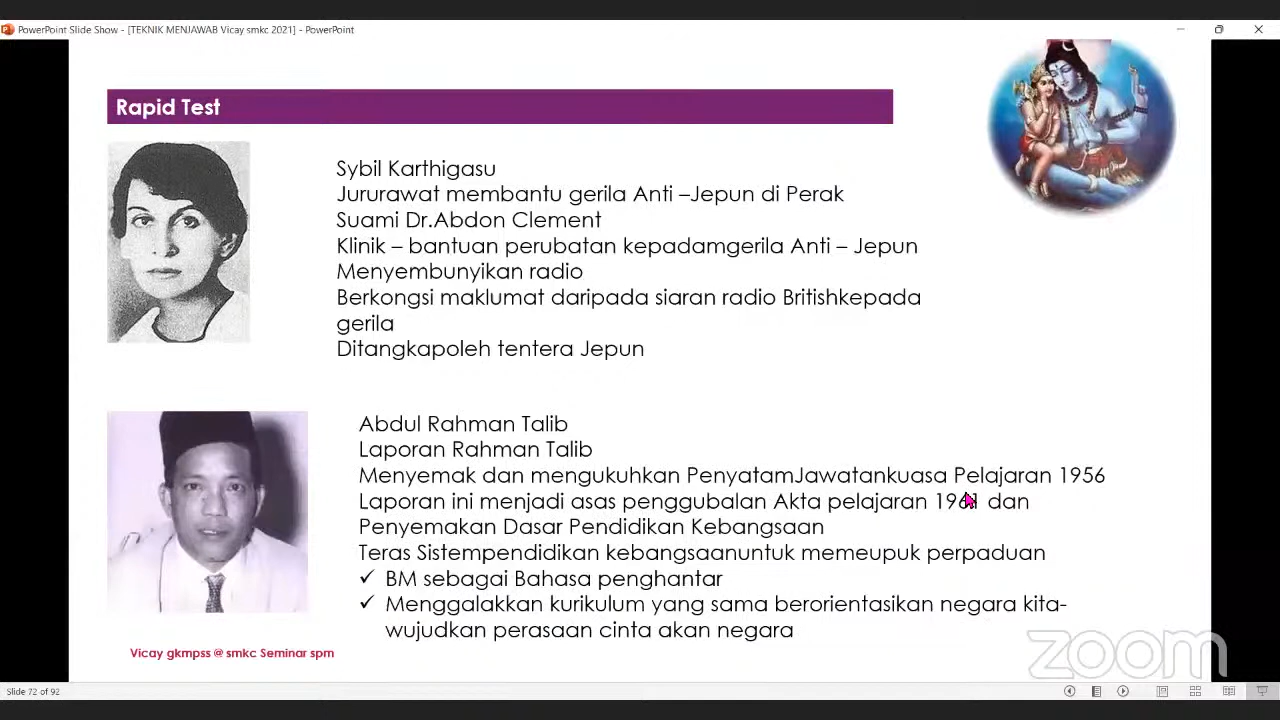 PowerPoint Slide Show - [TEKNIK MENJAWAB Vicay smkc 2021] - PowerPoint
Rapid Test
Sybil Karthigasu
Jururawat membantu gerila Anti –Jepun di Perak
Suami Dr.Abdon Clement
Klinik – bantuan perubatan kepadamgerila Anti – Jepun
Menyembunyikan radio
Berkongsi maklumat daripada siaran radio Britishkepada
gerila
Ditangkapoleh tentera Jepun
Abdul Rahman Talib
Laporan Rahman Talib
Menyemak dan mengukuhkan PenyatamJawatankuasa Pelajaran 1956
Laporan ini menjadi asas penggubalan Akta pelajaran 1961 dan
Penyemakan Dasar Pendidikan Kebangsaan
Teras Sistempendidikan kebangsaanuntuk memeupuk perpaduan
✓ BM sebagai Bahasa penghantar
✓ Menggalakkan kurikulum yang sama berorientasikan negara kita-
wujudkan perasaan cinta akan negara
Vicay gkmpss @ smkc Seminar spm
zoom
Slide 72 of 92